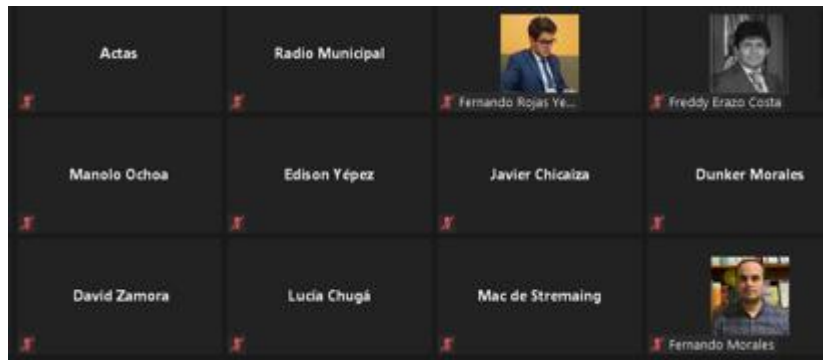 Actas
Radio Municipal
Fernando Rojas Ye...
Freddy Erazo Costa
Manolo Ochoa
Edison Yépez
Javier Chicaiza
Dunker Morales
David Zamora
Lucía Chugá
Mac de Stremaing
Fernando Morales